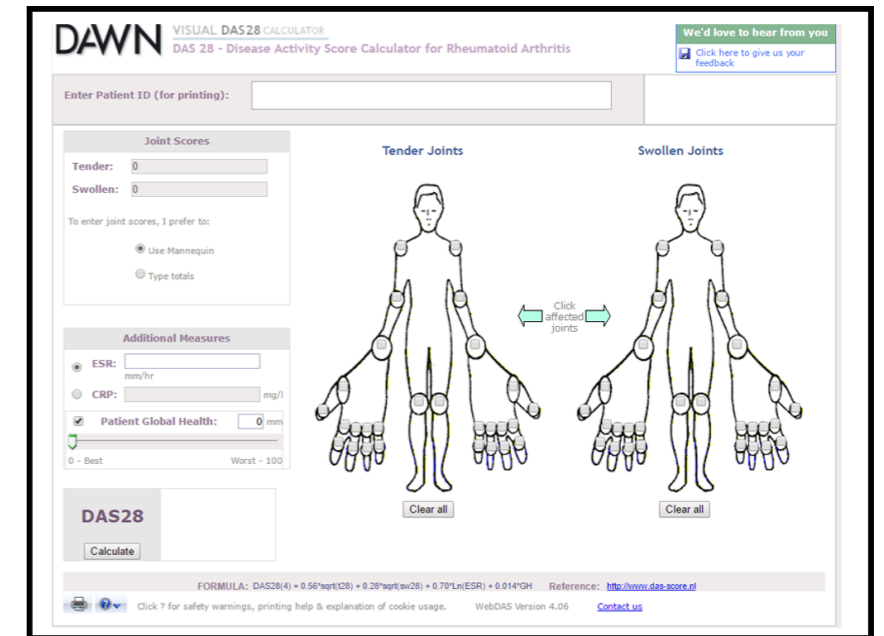 DAWN
VISUAL DAS28 CALCULATOR
DAS 28 - Disease Activity Score Calculator for Rheumatoid Arthritis
We'd love to hear from you
Click here to give us your
feedback
Enter Patient ID (for printing):
Joint Scores
Tender: 0
Swollen: 0
To enter joint scores, I prefer to:
Use Mannequin
Type totals
Additional Measures
ESR:
mm/hr
CRP: mg/l
Patient Global Health: 0 mm
0 - Best Worst - 100
DAS28
Calculate
Tender Joints
Swollen Joints
Click
affected
joints
Clear all
Clear all
FORMULA: DAS28(4) = 0.56*sqrt(t28) + 0.28*sqrt(sw28) + 0.70*Ln(ESR) + 0.014*GH Reference: http://www.das-score.nl
Click ? for safety warnings, printing help & explanation of cookie usage. WebDAS Version 4.06 Contact us